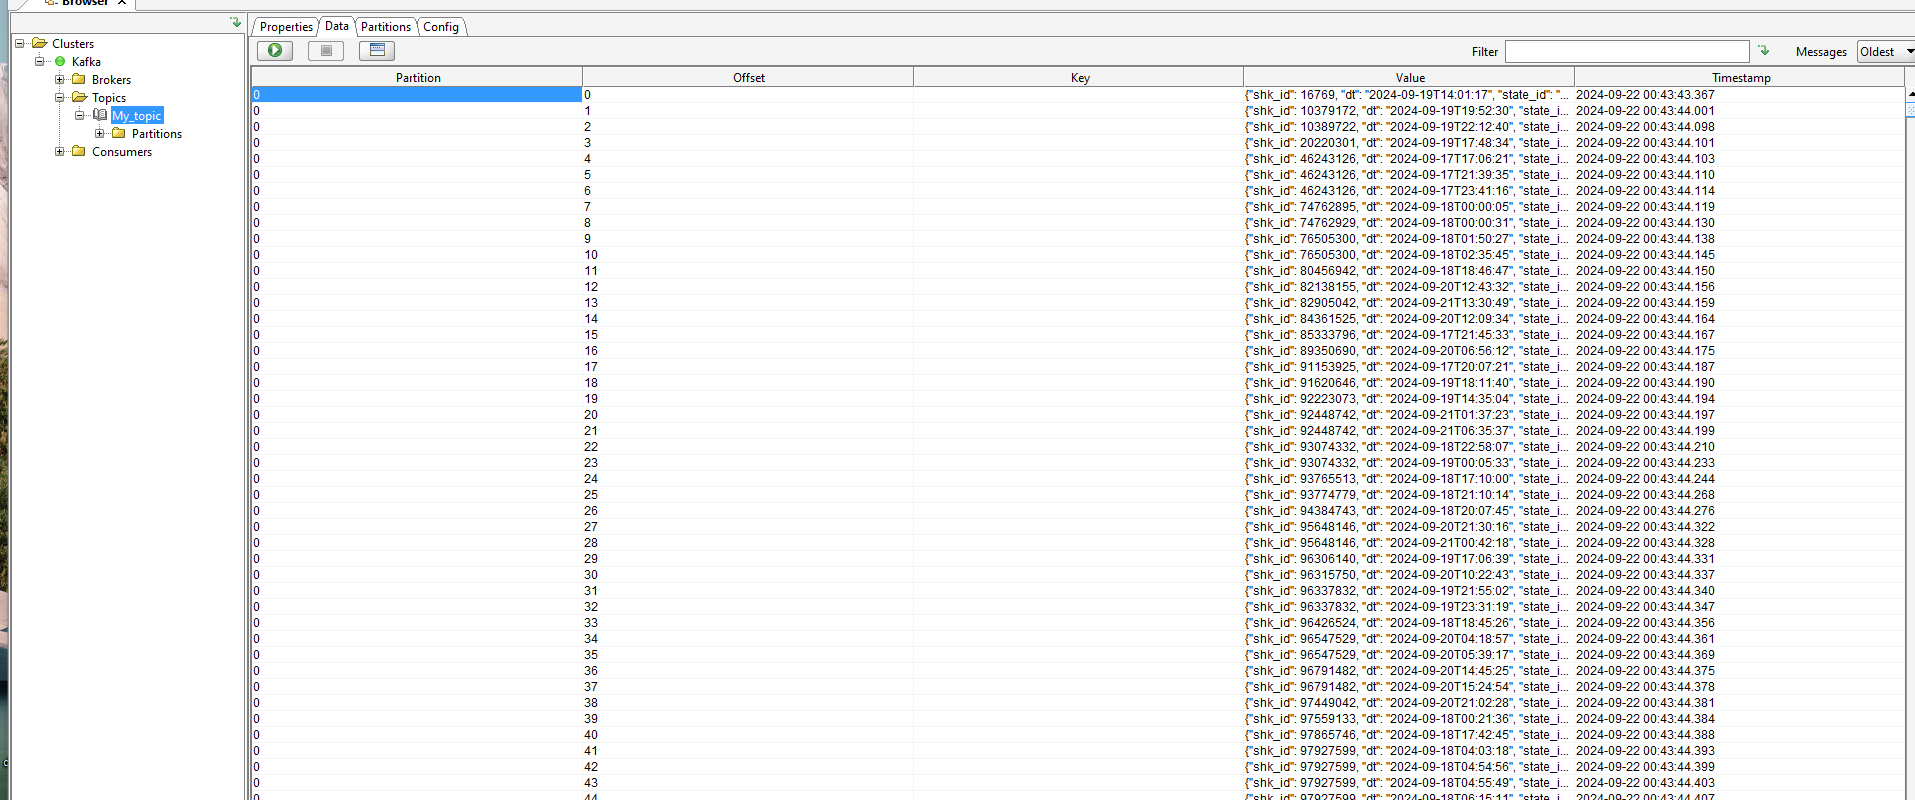 Browser
Properties Data Partitions Config
Clusters
Kafka
Brokers
Topics
My_topic
Partitions
Consumers
Filter Messages Oldest
Partition Offset Key Value Timestamp
0 0 {"shk_id": 16769, "dt": "2024-09-19T14:01:17", "state_id": "... 2024-09-22 00:43:43.367
0 1 {"shk_id": 10379172, "dt": "2024-09-19T19:52:30", "state_i... 2024-09-22 00:43:44.001
0 2 {"shk_id": 10389722, "dt": "2024-09-19T22:12:40", "state_i... 2024-09-22 00:43:44.098
0 3 {"shk_id": 20220301, "dt": "2024-09-19T17:48:34", "state_i... 2024-09-22 00:43:44.101
0 4 {"shk_id": 46243126, "dt": "2024-09-17T17:06:21", "state_i... 2024-09-22 00:43:44.103
0 5 {"shk_id": 46243126, "dt": "2024-09-17T21:39:35", "state_i... 2024-09-22 00:43:44.110
0 6 {"shk_id": 46243126, "dt": "2024-09-17T23:41:16", "state_i... 2024-09-22 00:43:44.114
0 7 {"shk_id": 74762895, "dt": "2024-09-18T00:00:05", "state_i... 2024-09-22 00:43:44.119
0 8 {"shk_id": 74762929, "dt": "2024-09-18T00:00:31", "state_i... 2024-09-22 00:43:44.130
0 9 {"shk_id": 76505300, "dt": "2024-09-18T01:50:27", "state_i... 2024-09-22 00:43:44.138
0 10 {"shk_id": 76505300, "dt": "2024-09-18T02:35:45", "state_i... 2024-09-22 00:43:44.145
0 11 {"shk_id": 80456942, "dt": "2024-09-18T18:46:47", "state_i... 2024-09-22 00:43:44.150
0 12 {"shk_id": 82138155, "dt": "2024-09-20T12:43:32", "state_i... 2024-09-22 00:43:44.156
0 13 {"shk_id": 82905042, "dt": "2024-09-21T13:30:49", "state_i... 2024-09-22 00:43:44.159
0 14 {"shk_id": 84361525, "dt": "2024-09-20T12:09:34", "state_i... 2024-09-22 00:43:44.164
0 15 {"shk_id": 85333796, "dt": "2024-09-17T21:45:33", "state_i... 2024-09-22 00:43:44.167
0 16 {"shk_id": 89350690, "dt": "2024-09-20T06:56:12", "state_i... 2024-09-22 00:43:44.175
0 17 {"shk_id": 91153925, "dt": "2024-09-17T20:07:21", "state_i... 2024-09-22 00:43:44.187
0 18 {"shk_id": 91620646, "dt": "2024-09-19T18:11:40", "state_i... 2024-09-22 00:43:44.190
0 19 {"shk_id": 92223073, "dt": "2024-09-19T14:35:04", "state_i... 2024-09-22 00:43:44.194
0 20 {"shk_id": 92448742, "dt": "2024-09-21T01:37:23", "state_i... 2024-09-22 00:43:44.197
0 21 {"shk_id": 92448742, "dt": "2024-09-21T06:35:37", "state_i... 2024-09-22 00:43:44.199
0 22 {"shk_id": 93074332, "dt": "2024-09-18T22:58:07", "state_i... 2024-09-22 00:43:44.210
0 23 {"shk_id": 93074332, "dt": "2024-09-19T00:05:33", "state_i... 2024-09-22 00:43:44.233
0 24 {"shk_id": 93765513, "dt": "2024-09-18T17:10:00", "state_i... 2024-09-22 00:43:44.244
0 25 {"shk_id": 93774779, "dt": "2024-09-18T21:10:14", "state_i... 2024-09-22 00:43:44.268
0 26 {"shk_id": 94384743, "dt": "2024-09-18T20:07:45", "state_i... 2024-09-22 00:43:44.276
0 27 {"shk_id": 95648146, "dt": "2024-09-20T21:30:16", "state_i... 2024-09-22 00:43:44.322
0 28 {"shk_id": 95648146, "dt": "2024-09-21T00:42:18", "state_i... 2024-09-22 00:43:44.328
0 29 {"shk_id": 96306140, "dt": "2024-09-19T17:06:39", "state_i... 2024-09-22 00:43:44.331
0 30 {"shk_id": 96315750, "dt": "2024-09-20T10:22:43", "state_i... 2024-09-22 00:43:44.337
0 31 {"shk_id": 96337832, "dt": "2024-09-19T21:55:02", "state_i... 2024-09-22 00:43:44.340
0 32 {"shk_id": 96337832, "dt": "2024-09-19T23:31:19", "state_i... 2024-09-22 00:43:44.347
0 33 {"shk_id": 96426524, "dt": "2024-09-18T18:45:26", "state_i... 2024-09-22 00:43:44.356
0 34 {"shk_id": 96547529, "dt": "2024-09-20T04:18:57", "state_i... 2024-09-22 00:43:44.361
0 35 {"shk_id": 96547529, "dt": "2024-09-20T05:39:17", "state_i... 2024-09-22 00:43:44.369
0 36 {"shk_id": 96791482, "dt": "2024-09-20T14:45:25", "state_i... 2024-09-22 00:43:44.375
0 37 {"shk_id": 96791482, "dt": "2024-09-20T15:24:54", "state_i... 2024-09-22 00:43:44.378
0 38 {"shk_id": 97449042, "dt": "2024-09-20T21:02:28", "state_i... 2024-09-22 00:43:44.381
0 39 {"shk_id": 97559133, "dt": "2024-09-18T00:21:36", "state_i... 2024-09-22 00:43:44.384
0 40 {"shk_id": 97865746, "dt": "2024-09-18T17:42:45", "state_i... 2024-09-22 00:43:44.388
0 41 {"shk_id": 97927599, "dt": "2024-09-18T04:03:18", "state_i... 2024-09-22 00:43:44.393
0 42 {"shk_id": 97927599, "dt": "2024-09-18T04:54:56", "state_i... 2024-09-22 00:43:44.399
0 43 {"shk_id": 97927599, "dt": "2024-09-18T04:55:49", "state_i... 2024-09-22 00:43:44.403
0 44 {"shk_id": 97927599, "dt": "2024-09-18T06:15:11", "state_i... 2024-09-22 00:43:44.407